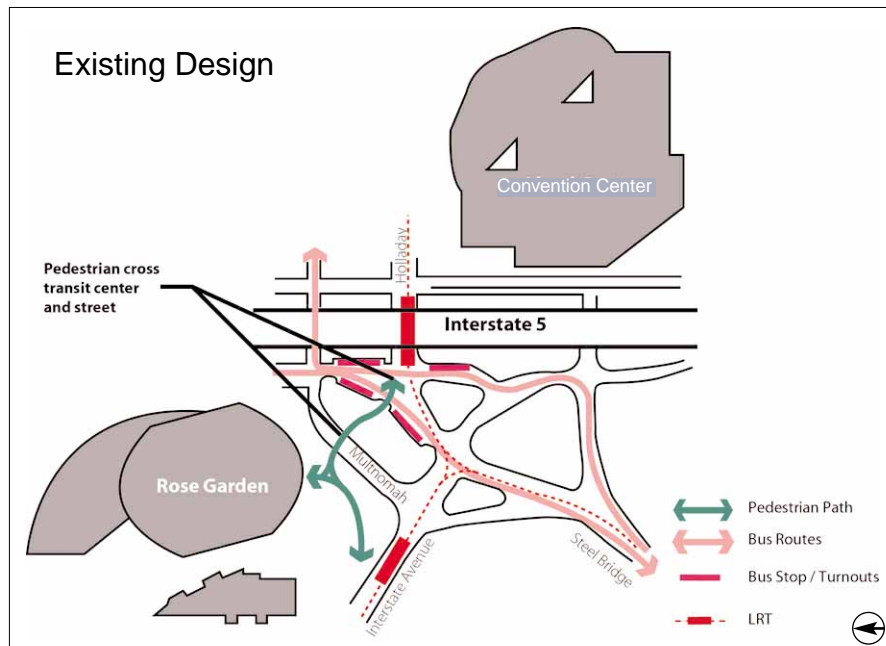 Existing Design
Convention Center
Holladay
Pedestrian cross
transit center
and street
Interstate 5
Multnomah
Rose Garden
Interstate Avenue
Steel Bridge
Pedestrian Path
Bus Routes
Bus Stop / Turnouts
LRT